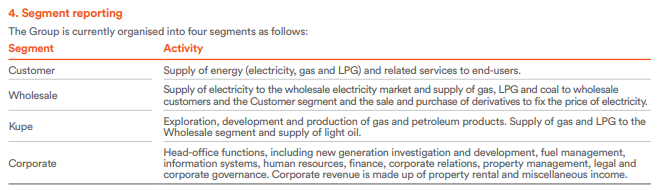 4. Segment reporting
The Group is currently organised into four segments as follows:
Segment Activity
Customer Supply of energy (electricity, gas and LPG) and related services to end-users.
Wholesale Supply of electricity to the wholesale electricity market and supply of gas, LPG and coal to wholesale
customers and the Customer segment and the sale and purchase of derivatives to fix the price of electricity.
Kupe Exploration, development and production of gas and petroleum products. Supply of gas and LPG to the
Wholesale segment and supply of light oil.
Corporate Head-office functions, including new generation investigation and development, fuel management,
information systems, human resources, finance, corporate relations, property management, legal and
corporate governance. Corporate revenue is made up of property rental and miscellaneous income.